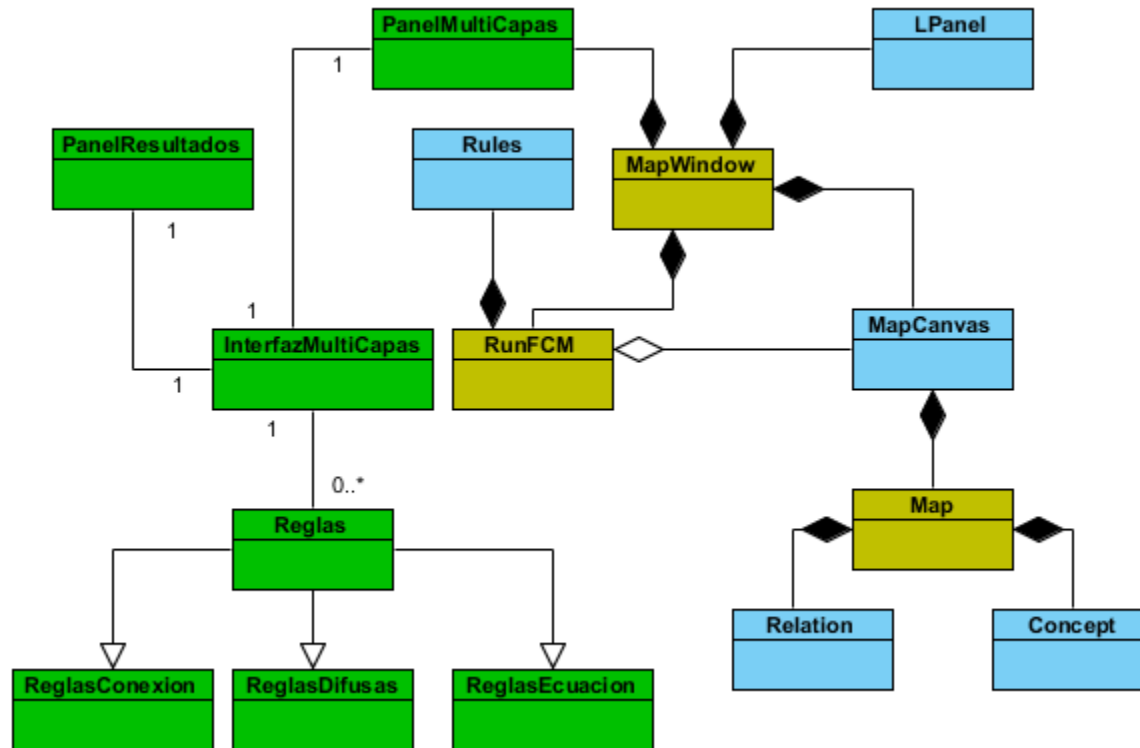 PanelMultiCapas
LPanel
1
PanelResultados
Rules
MapWindow
1
1
InterfazMultiCapas
RunFCM
MapCanvas
1
1
0..*
Reglas
Map
Relation
Concept
ReglasConexion
ReglasDifusas
ReglasEcuacion